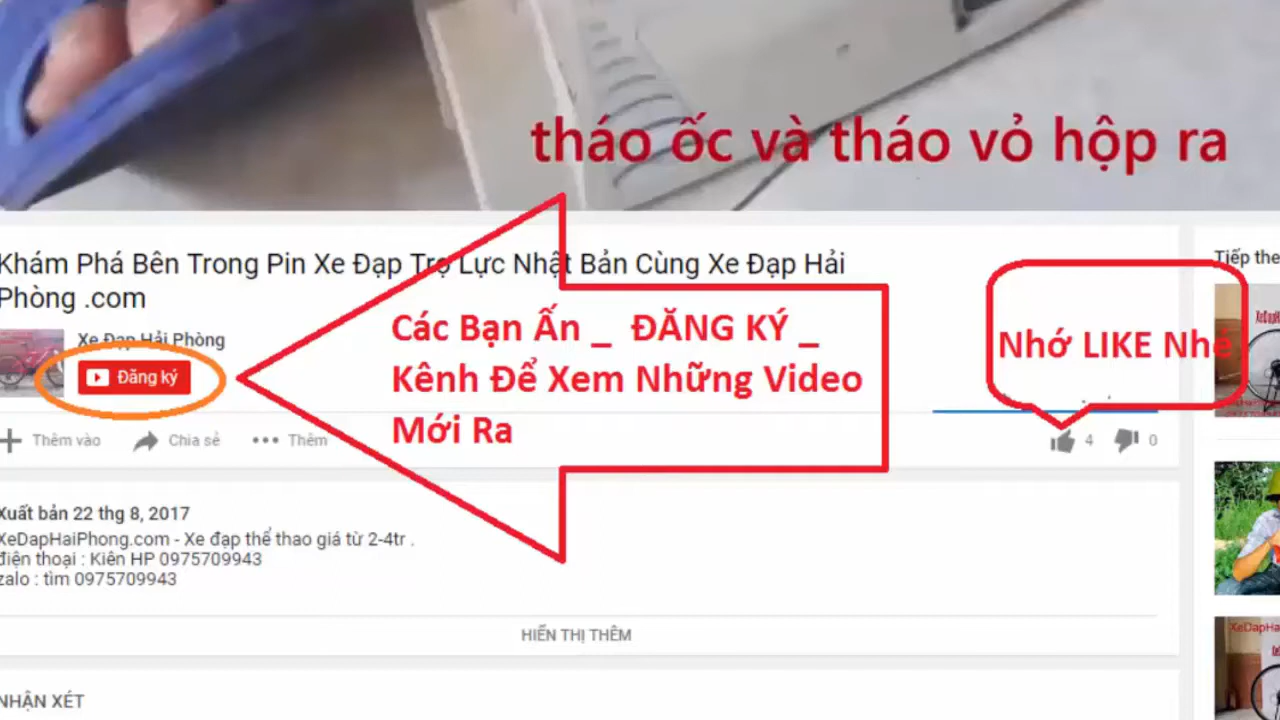 tháo ốc và tháo vỏ hộp ra
Khám Phá Bên Trong Pin Xe Đạp Trợ Lực Nhật Bản Cùng Xe Đạp Hải
Phòng .com
Tiếp the
Xe Đạp Hải Phòng
Đăng ký
Các Bạn Ấn _ ĐĂNG KÝ _
Kênh Để Xem Những Video
Mới Ra
Nhớ LIKE Nhé
Thêm vào
Chia sẻ
Thêm
4
0
Xuất bản 22 thg 8, 2017
XeDapHaiPhong.com - Xe đạp thể thao giá từ 2-4tr .
điện thoại : Kiên HP 0975709943
zalo : tìm 0975709943
HIỂN THỊ THÊM
XeDapHa
NHẬN XÉT